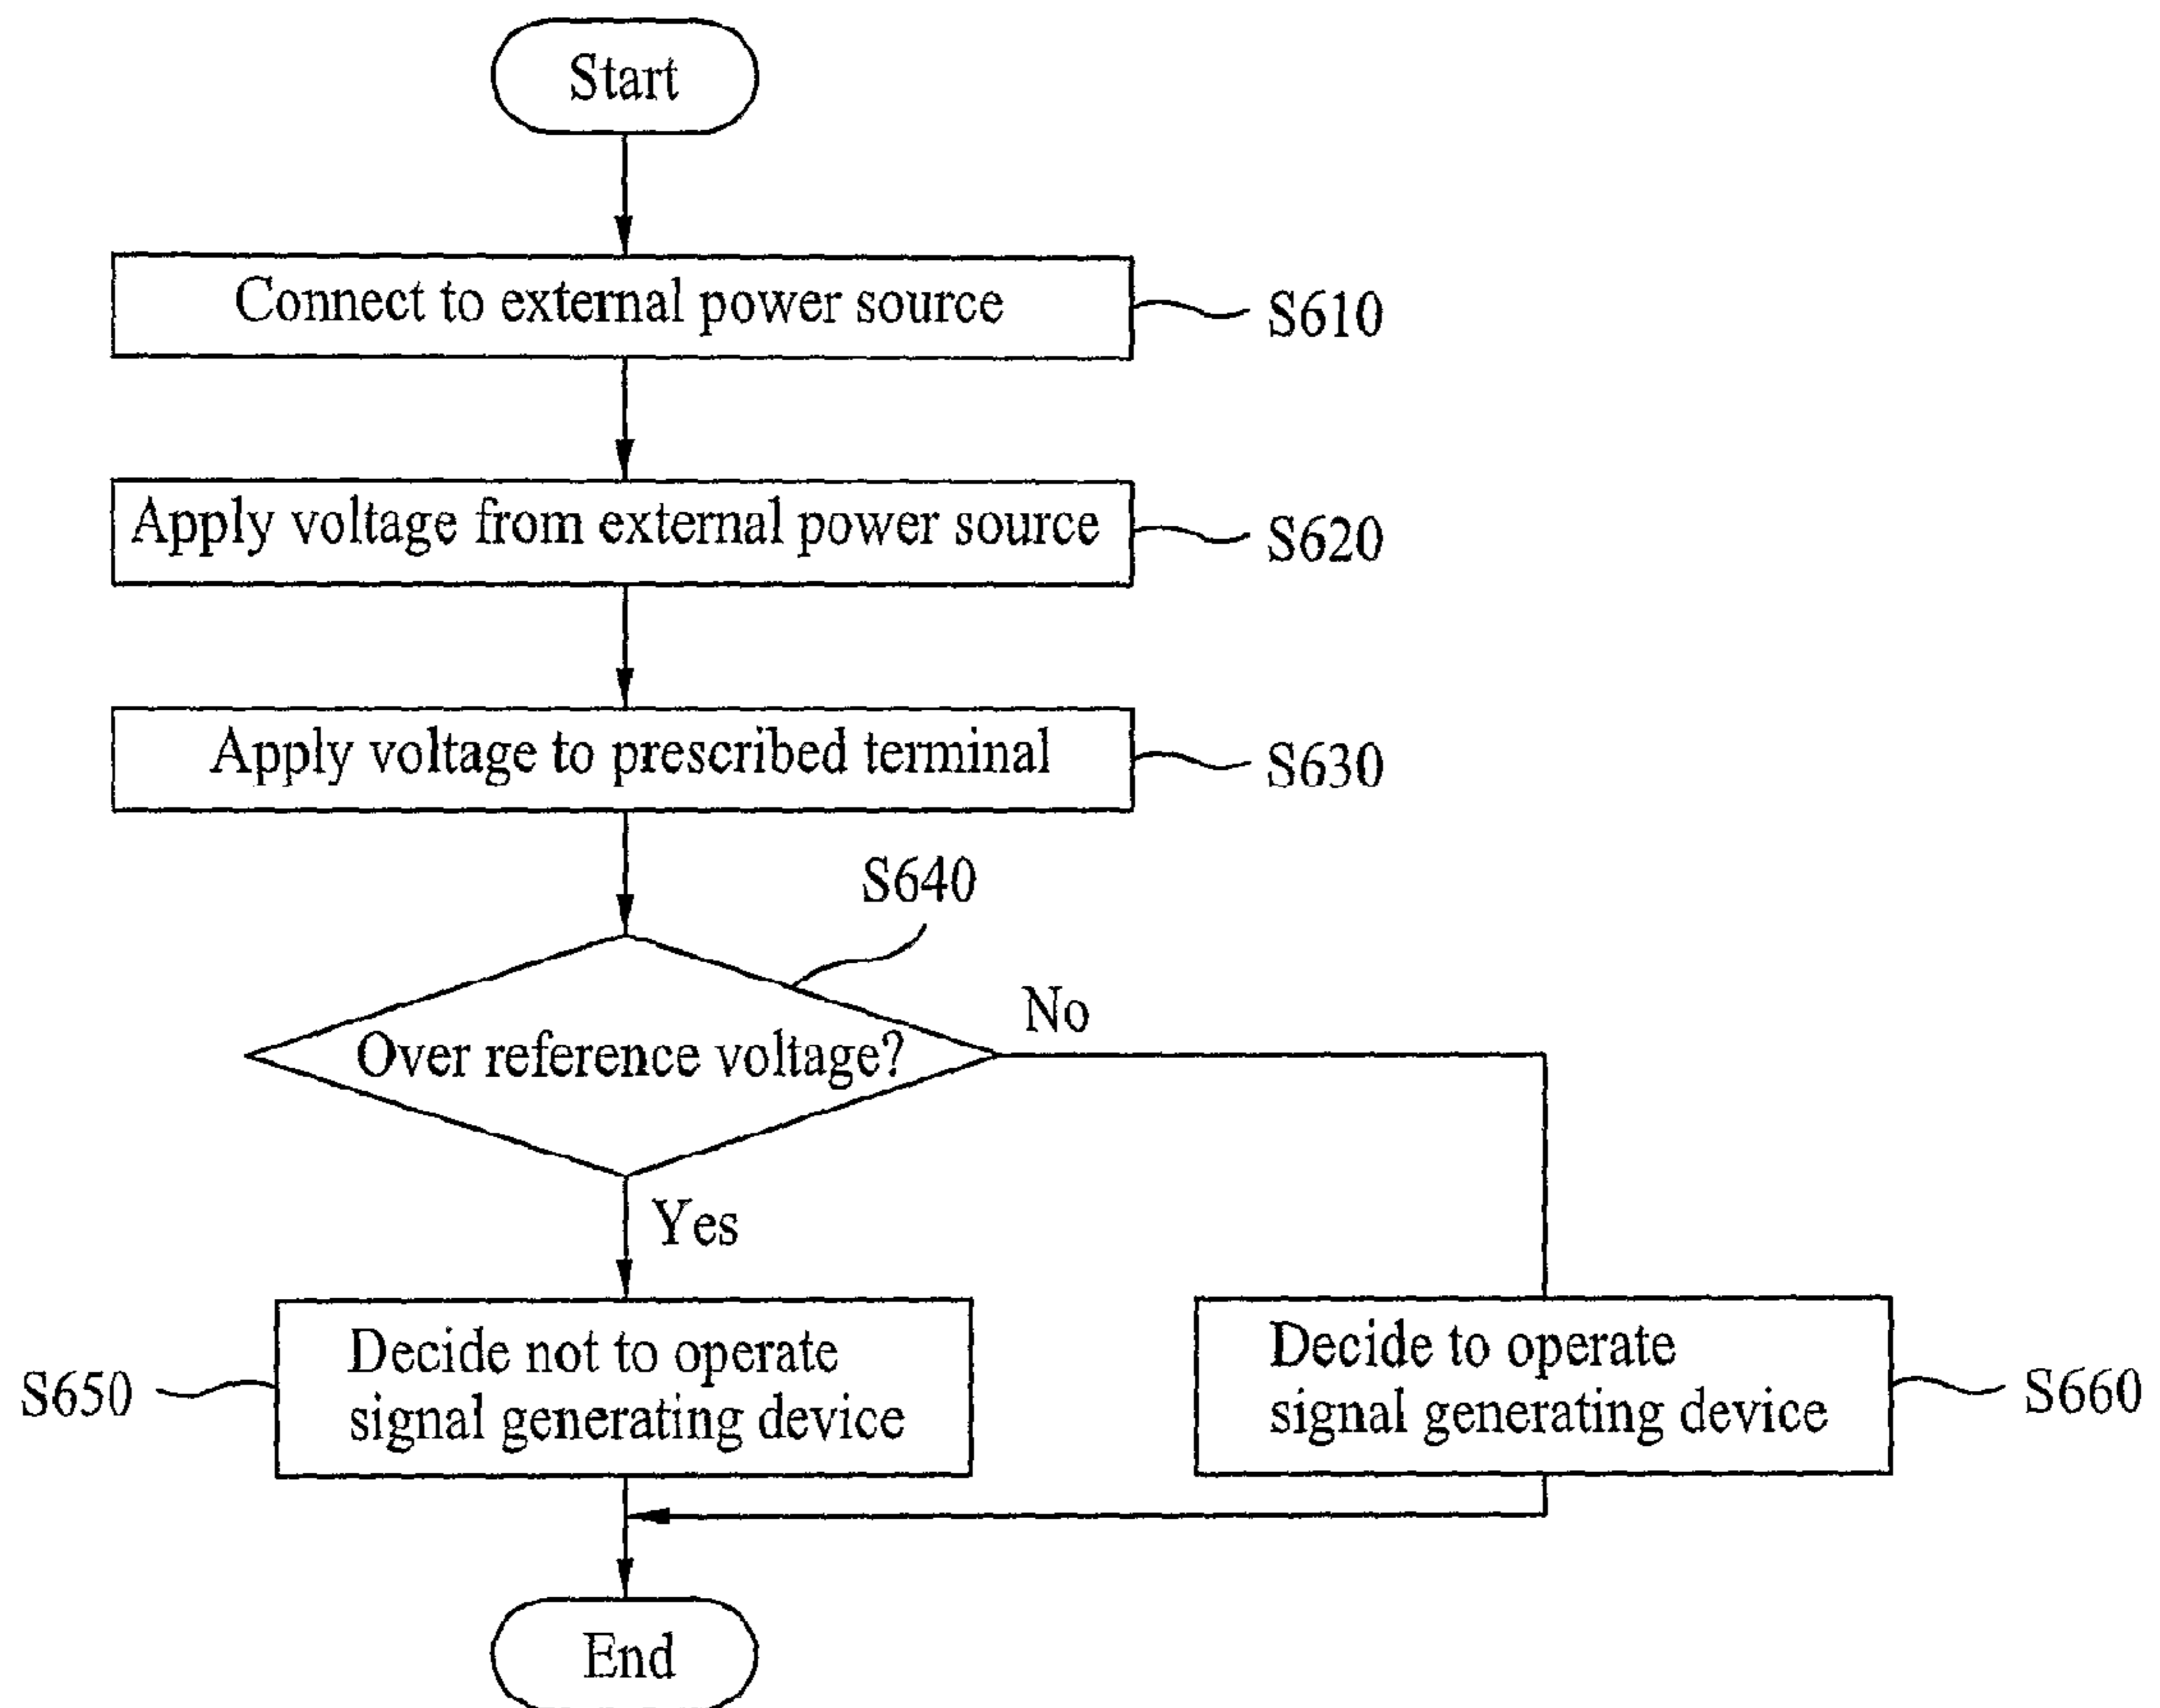 Start
Connect to external power source
S610
Apply voltage from external power source
S620
Apply voltage to prescribed terminal
S630
S640
Over reference voltage?
No
Yes
Decide not to operate
signal generating device
S650
Decide to operate
signal generating device
S660
End